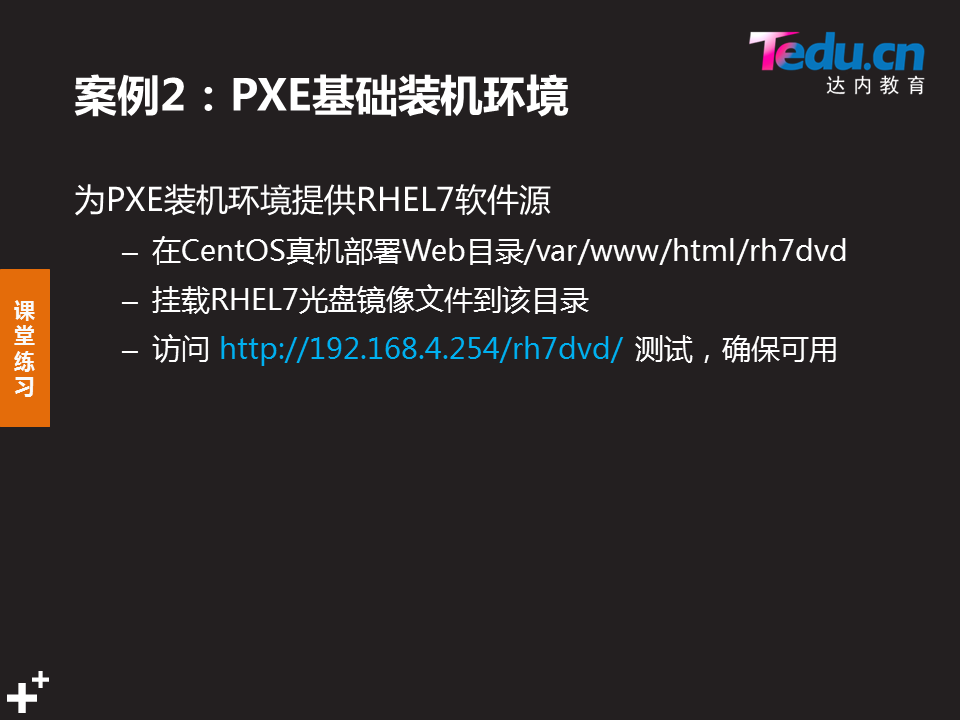 Tedu.cn
达内教育
案例2：PXE基础装机环境
为PXE装机环境提供RHEL7软件源
– 在CentOS真机部署Web目录/var/www/html/rh7dvd
– 挂载RHEL7光盘镜像文件到该目录
– 访问 http://192.168.4.254/rh7dvd/ 测试，确保可用
课堂练习